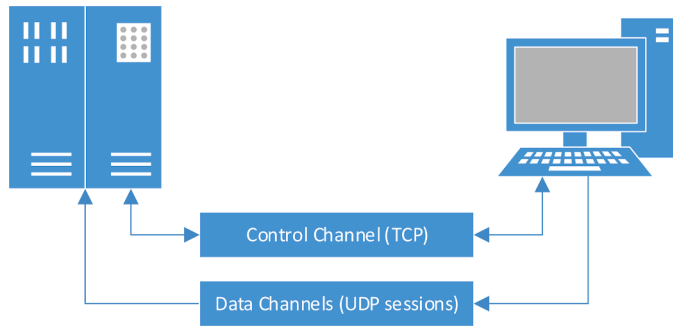 Control Channel (TCP)
Data Channels (UDP sessions)